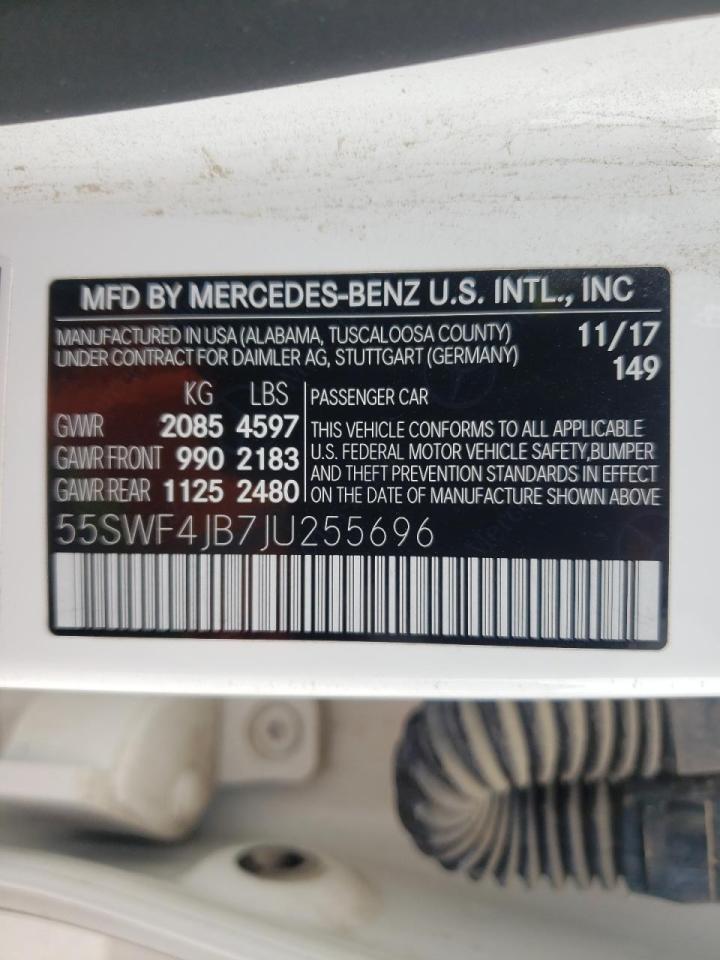 MFD BY MERCEDES-BENZ U.S. INTL., INC
MANUFACTURED IN USA (ALABAMA, TUSCALOOSA COUNTY) 11/17
UNDER CONTRACT FOR DAIMLER AG, STUTTGART (GERMANY) 149
KG LBS PASSENGER CAR
GVWR 2085 4597 THIS VEHICLE CONFORMS TO ALL APPLICABLE
GAWR FRONT 990 2183 U.S. FEDERAL MOTOR VEHICLE SAFETY,BUMPER
AND THEFT PREVENTION STANDARDS IN EFFECT
GAWR REAR 1125 2480 ON THE DATE OF MANUFACTURE SHOWN ABOVE
55SWF4JB7JU255696